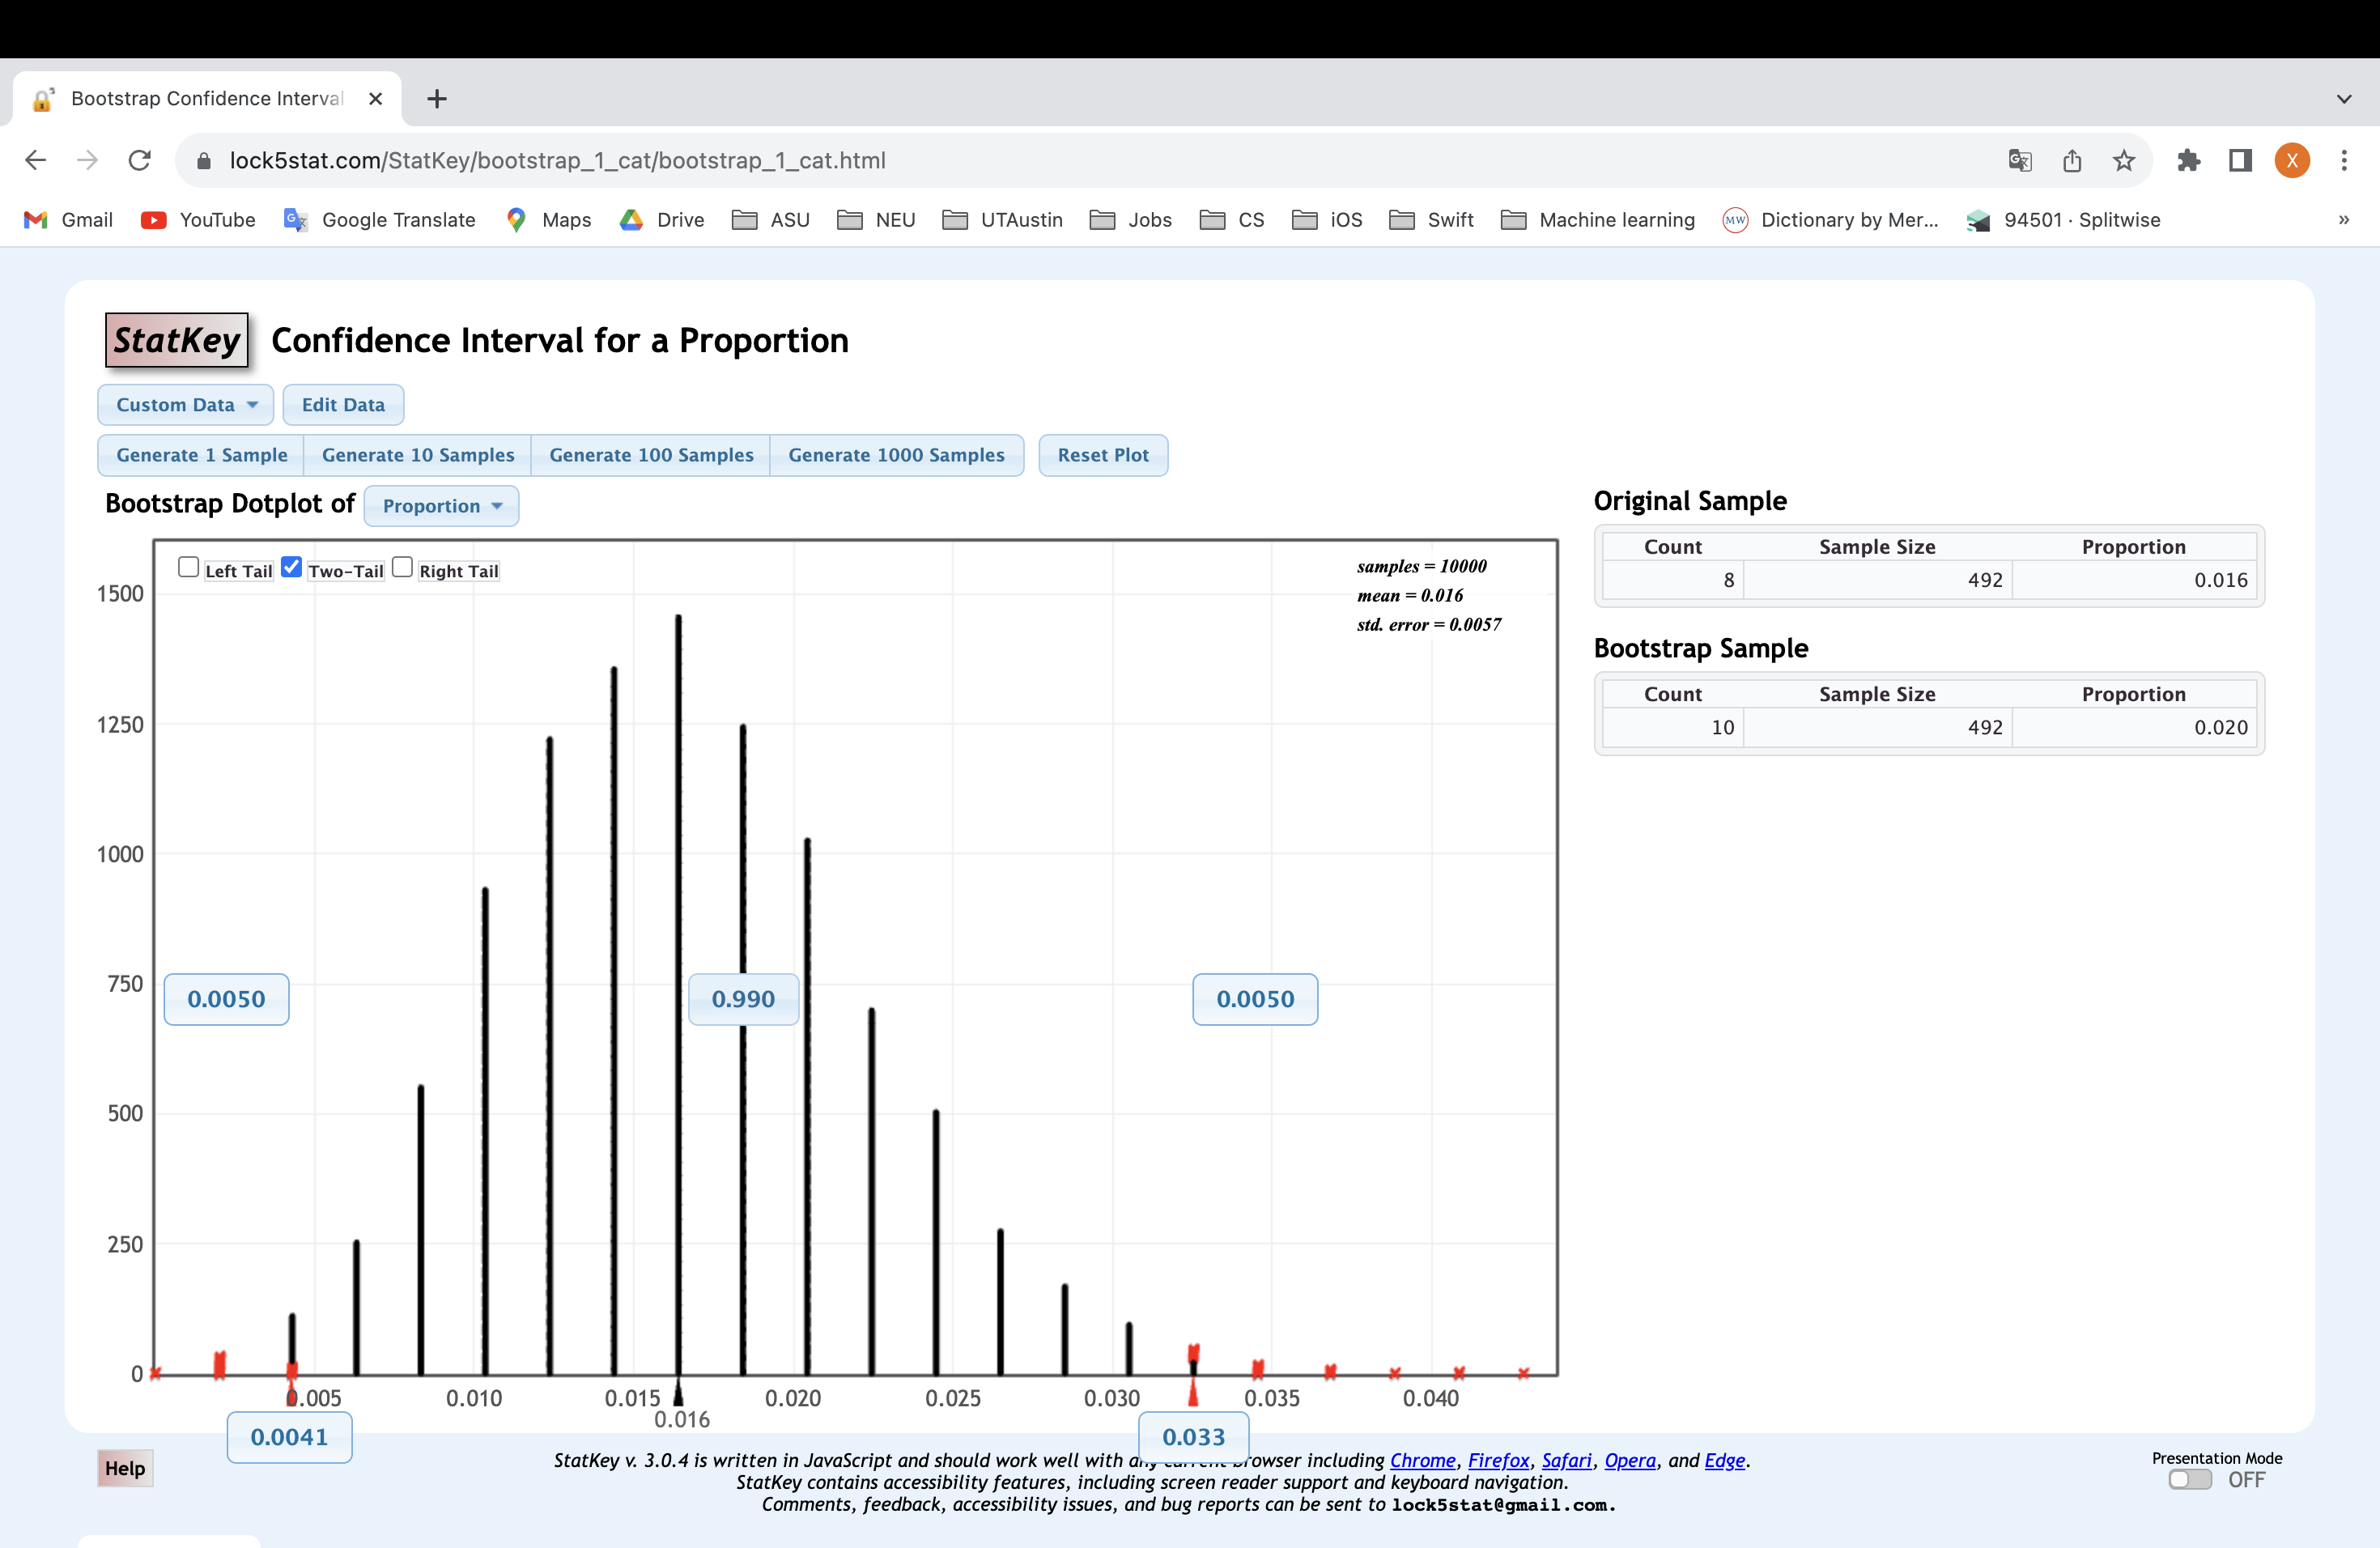 Bootstrap Confidence Interval
lock5stat.com/StatKey/bootstrap_1_cat/bootstrap_1_cat.html
X
Gmail YouTube Google Translate Maps Drive ASU NEU UTAustin Jobs CS iOS Swift Machine learning Dictionary by Mer... 94501 · Splitwise »
StatKey Confidence Interval for a Proportion
Custom Data Edit Data
Generate 1 Sample Generate 10 Samples Generate 100 Samples Generate 1000 Samples Reset Plot
Bootstrap Dotplot of Proportion
Left Tail Two-Tail Right Tail
samples = 10000
mean = 0.016
std. error = 0.0057
1500
1250
1000
750
500
250
0
0.0050 0.990 0.0050
0.005 0.010 0.015 0.020 0.025 0.030 0.035 0.040
0.016
0.0041 0.033
Original Sample
Count Sample Size Proportion
8 492 0.016
Bootstrap Sample
Count Sample Size Proportion
10 492 0.020
Help
StatKey v. 3.0.4 is written in JavaScript and should work well with any current browser including Chrome, Firefox, Safari, Opera, and Edge.
StatKey contains accessibility features, including screen reader support and keyboard navigation.
Comments, feedback, accessibility issues, and bug reports can be sent to lock5stat@gmail.com.
Presentation Mode
OFF